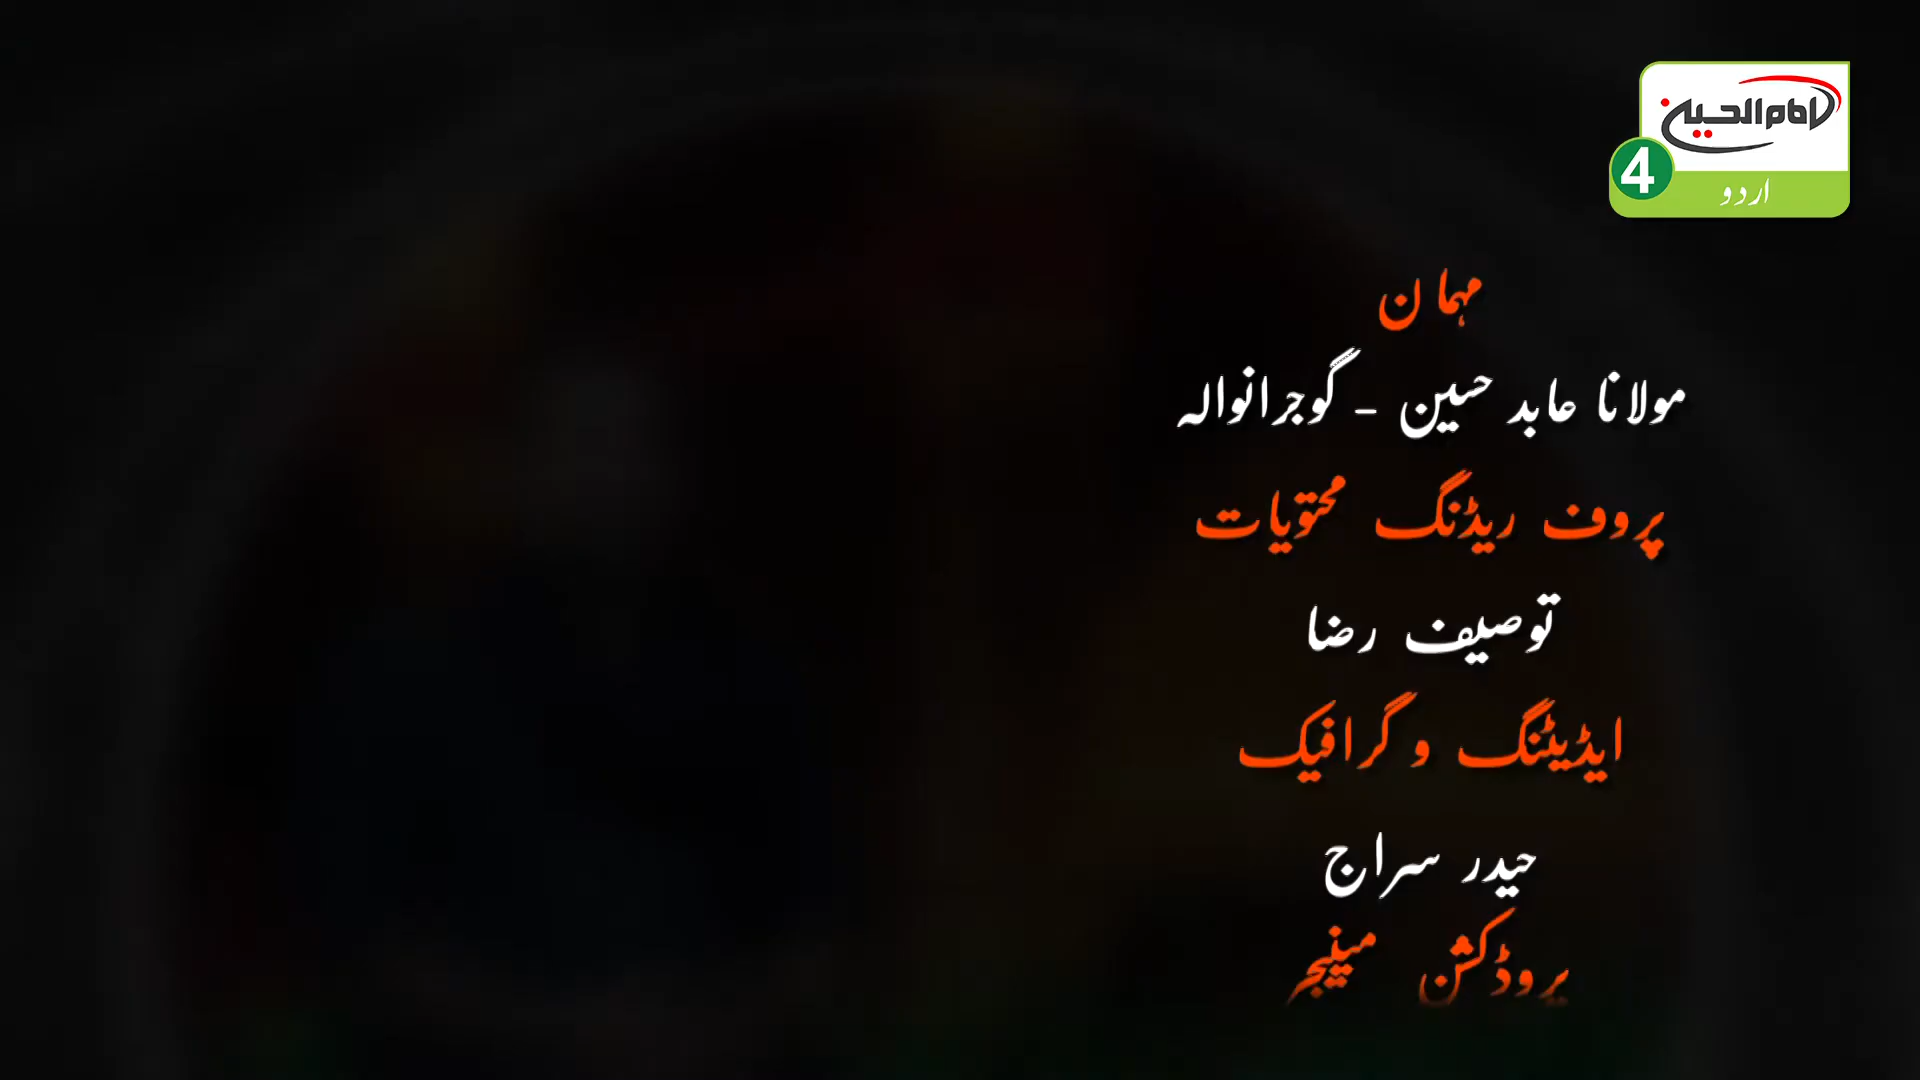 امام الحسین
4
اردو
مہمان
مولانا عابد حسین - گوجرانوالہ
پروف ریڈنگ محتویات
توصیف رضا
ایڈیٹنگ و گرافیک
حیدر سراج
پروڈکشن مینیجر